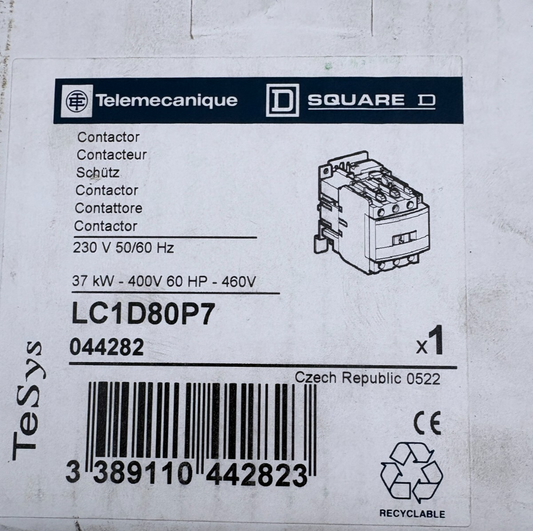 Telemecanique D SQUARE D
Contactor
Contacteur
Schütz
Contactor
Contattore
Contactor
230 V 50/60 Hz
37 kW - 400V 60 HP - 460V
LC1D80P7
044282
x1
Czech Republic 0522
TeSys
CE
3 389110 442823
RECYCLABLE